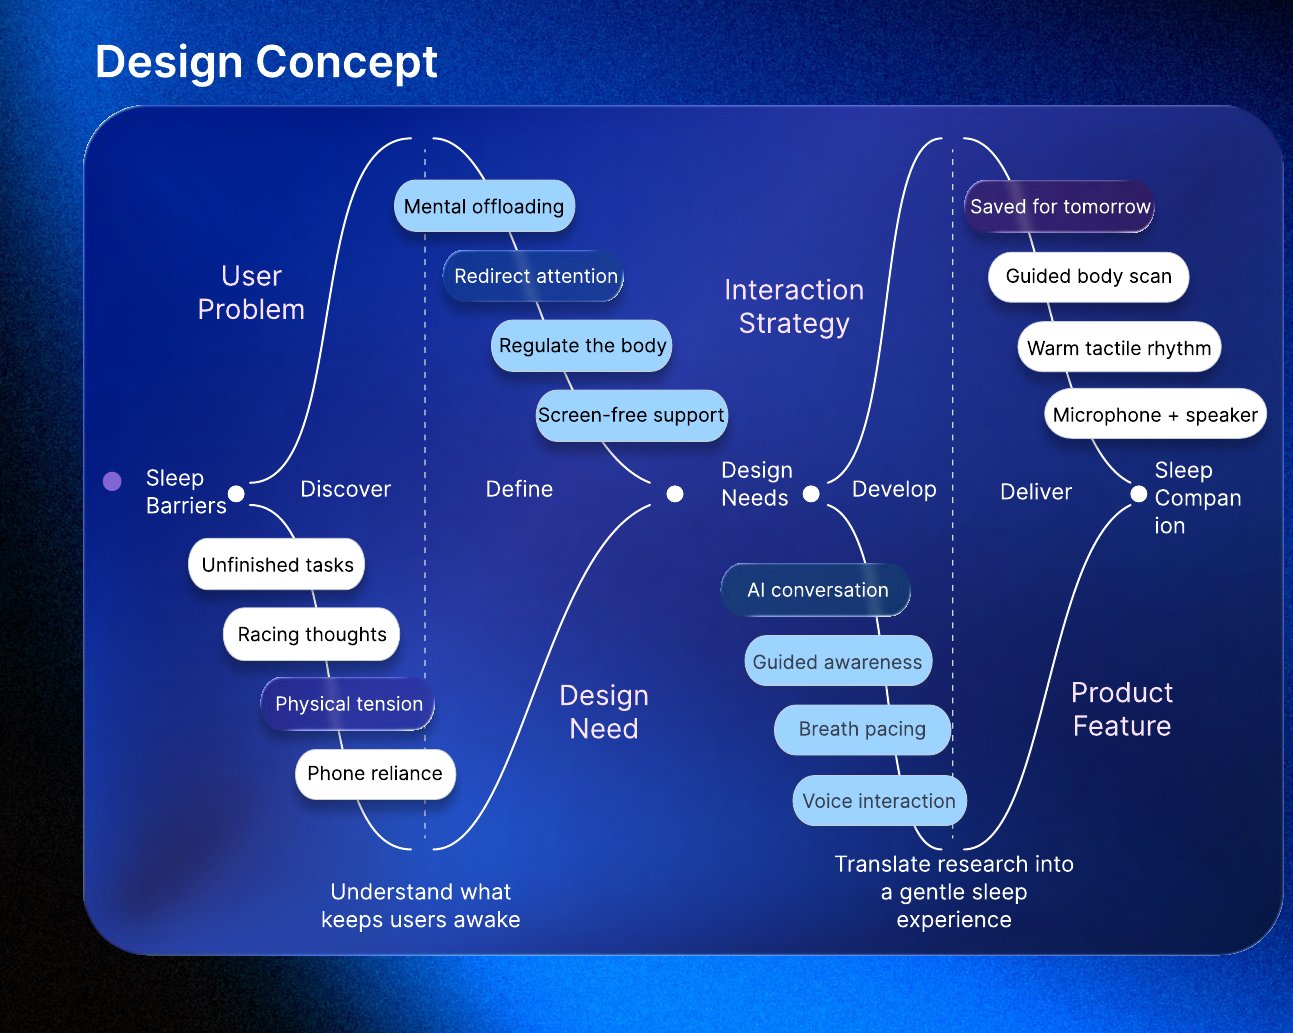 Design Concept
User
Problem
Mental offloading
Redirect attention
Regulate the body
Screen-free support
Sleep
Barriers
Discover
Define
Unfinished tasks
Racing thoughts
Physical tension
Phone reliance
Design
Need
Understand what
keeps users awake
Interaction
Strategy
Saved for tomorrow
Guided body scan
Warm tactile rhythm
Microphone + speaker
Design
Needs
Develop
Deliver
Sleep
Compan
ion
AI conversation
Guided awareness
Breath pacing
Voice interaction
Product
Feature
Translate research into
a gentle sleep
experience